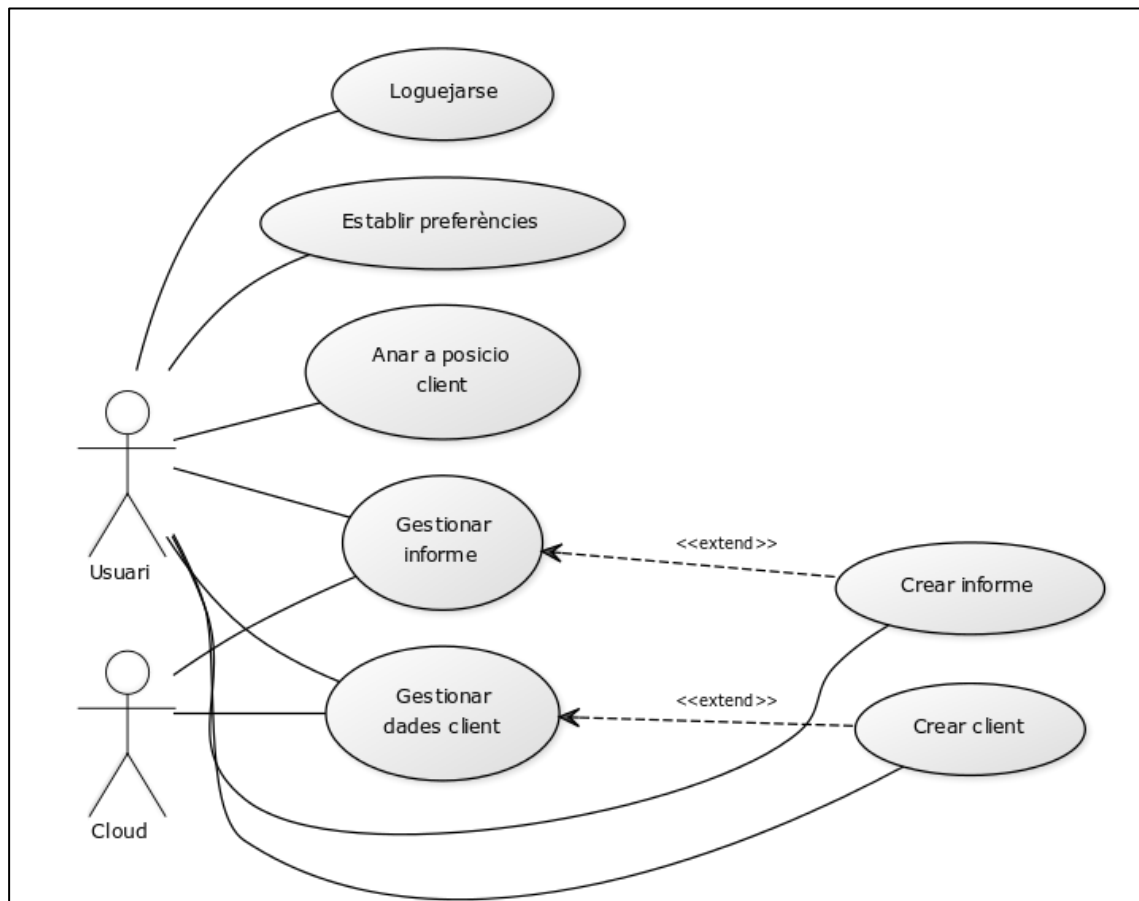 Loguejarse
Establir preferències
Anar a posicio
client
Usuari
Gestionar
informe
<<extend>>
Crear informe
Gestionar
dades client
<<extend>>
Crear client
Cloud